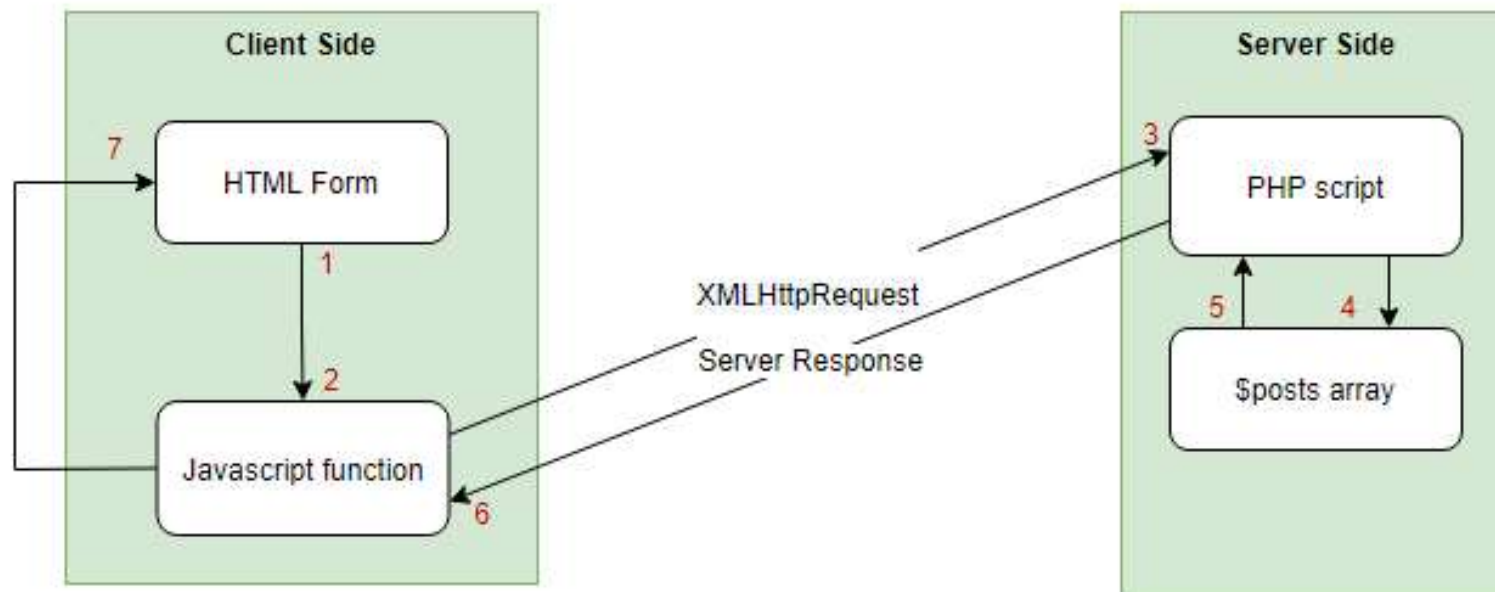 Client Side
Server Side
7
HTML Form
3
PHP script
1
XMLHttpRequest
5
4
Server Response
2
$posts array
Javascript function
6